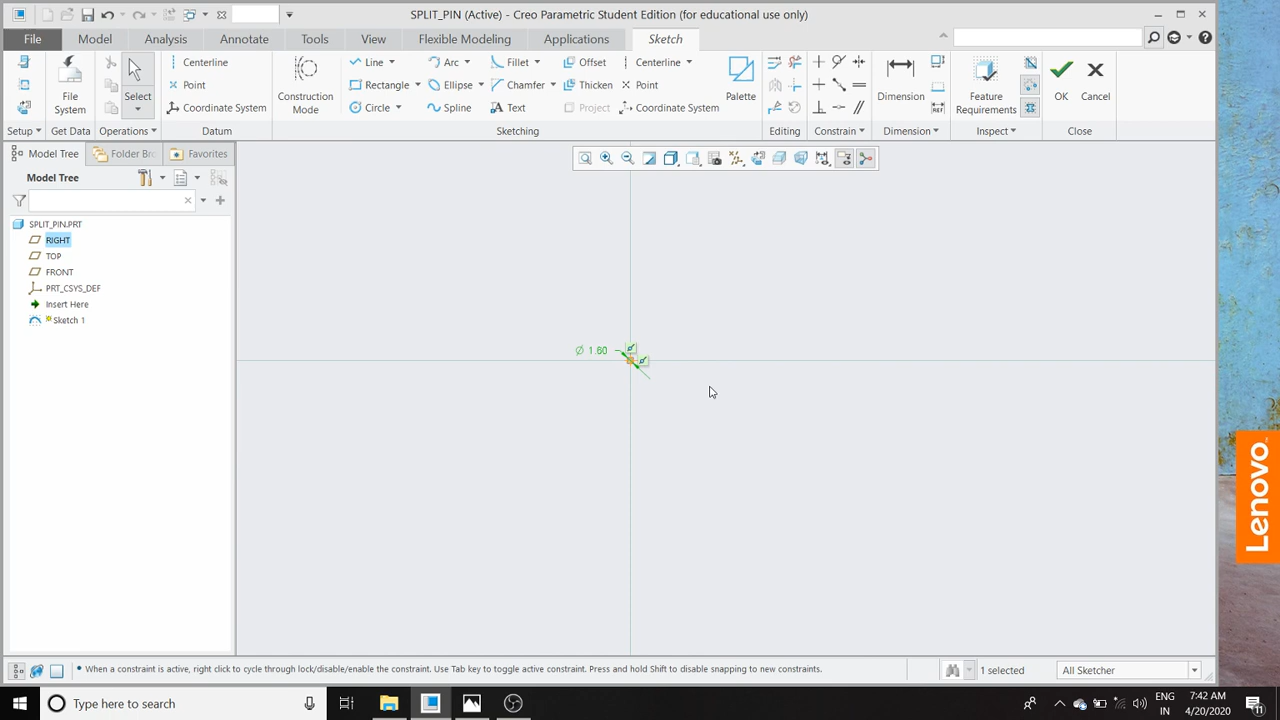 SPLIT_PIN (Active) - Creo Parametric Student Edition (for educational use only)
File Model Analysis Annotate Tools View Flexible Modeling Applications Sketch
Centerline Line Arc Fillet Offset Centerline
Point Rectangle Ellipse Chamfer Thicken Point
Coordinate System Circle Spline Text Project Coordinate System
File System
Select
Construction Mode
Palette
Dimension
Feature Requirements
OK
Cancel
Setup Get Data Operations Datum Sketching Editing Constrain Dimension Inspect Close
Model Tree Folder Br Favorites
Model Tree
SPLIT_PIN.PRT
RIGHT
TOP
FRONT
PRT_CSYS_DEF
Insert Here
Sketch 1
∅ 1.60
Lenovo
• When a constraint is active, right click to cycle through lock/disable/enable the constraint. Use Tab key to toggle active constraint. Press and hold Shift to disable snapping to new constraints.
1 selected
All Sketcher
Type here to search
ENG
IN
7:42 AM
4/20/2020
11